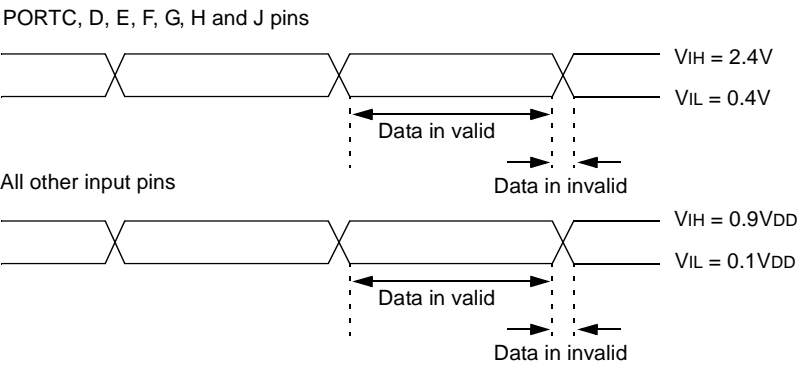 PORTC, D, E, F, G, H and J pins
VIH = 2.4V
VIL = 0.4V
Data in valid
Data in invalid
All other input pins
VIH = 0.9VDD
VIL = 0.1VDD
Data in valid
Data in invalid